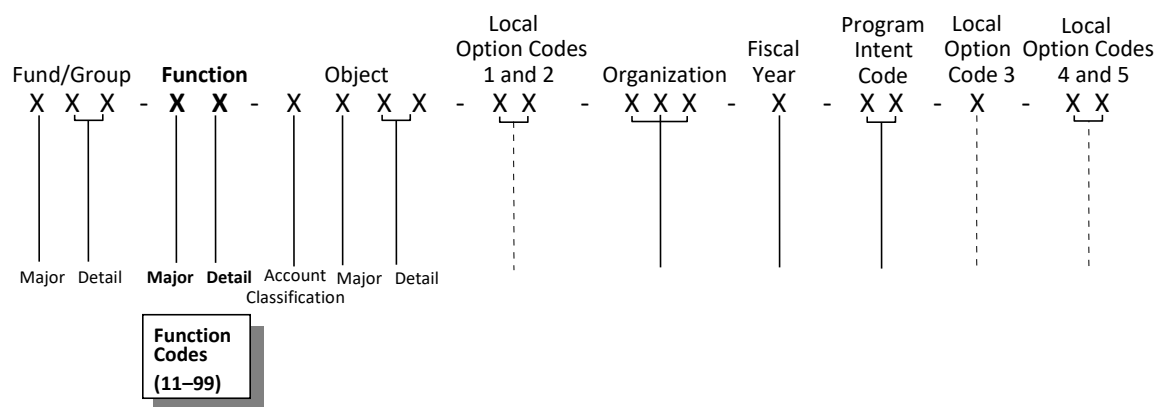 Local
Option Codes
1 and 2
Program
Intent
Code
Local
Option
Code 3
Local
Option Codes
4 and 5
Fiscal
Year
Fund/Group Function Object Organization
X X X - X X - X X X X - X X - X X X - X - X X - X - X X
Major Detail Major Detail Account Major Detail
Classification
Function
Codes
(11–99)